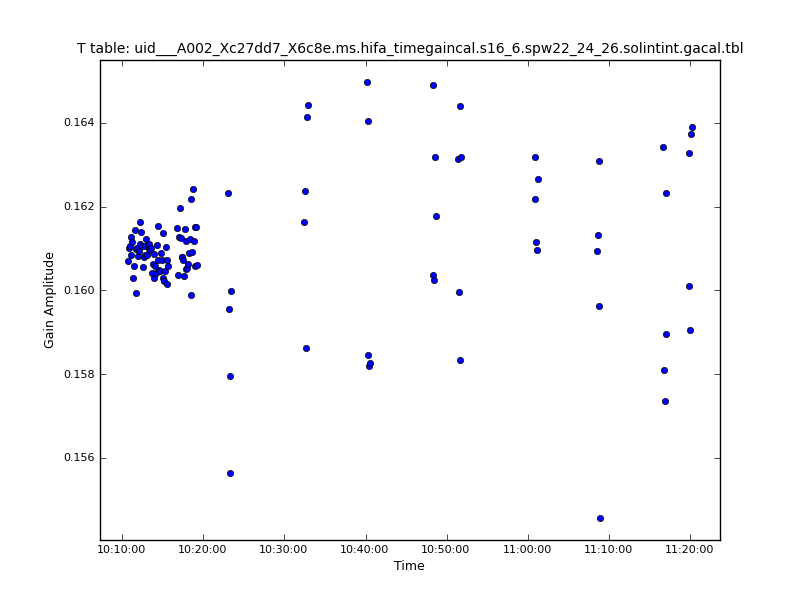 T table: uid___A002_Xc27dd7_X6c8e.ms.hifa_timegaincal.s16_6.spw22_24_26.solintint.gacal.tbl
0.164
0.162
0.160
0.158
0.156
Gain Amplitude
10:10:00 10:20:00 10:30:00 10:40:00 10:50:00 11:00:00 11:10:00 11:20:00
Time